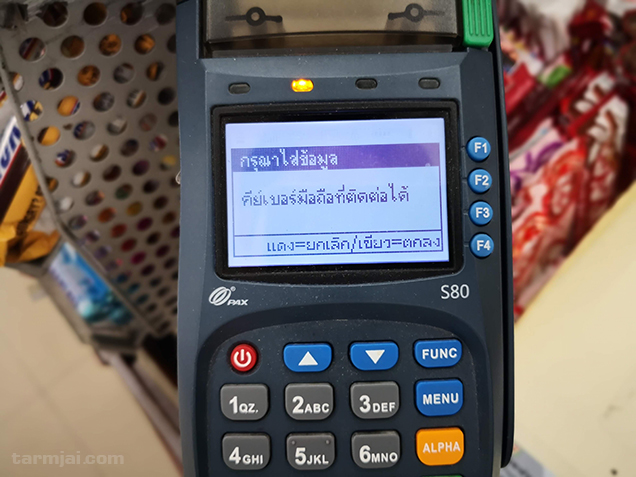 กรุณาใส่ข้อมูล
คีย์เบอร์มือถือที่ติดต่อได้
แดง=ยกเลิก/เขียว=ตกลง
F1
F2
F3
F4
PAX
S80
FUNC
1QZ.
2ABC
3DEF
MENU
4GHI
5JKL
6MNO
ALPHA
tarmjai.com